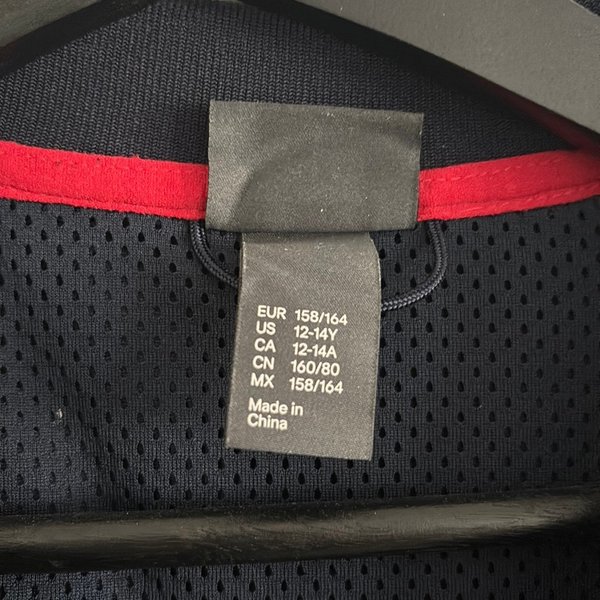 EUR 158/164
US 12-14Y
CA 12-14A
CN 160/80
MX 158/164
Made in
China